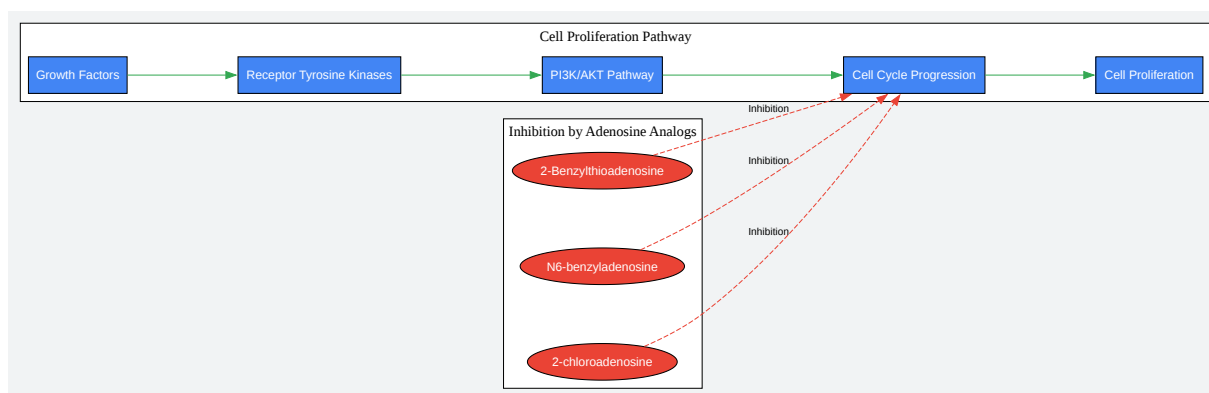 Cell Proliferation Pathway
Growth Factors
Receptor Tyrosine Kinases
PI3K/AKT Pathway
Cell Cycle Progression
Cell Proliferation
Inhibition
Inhibition by Adenosine Analogs
2-Benzylthioadenosine
Inhibition
Inhibition
N6-benzyladenosine
2-chloroadenosine